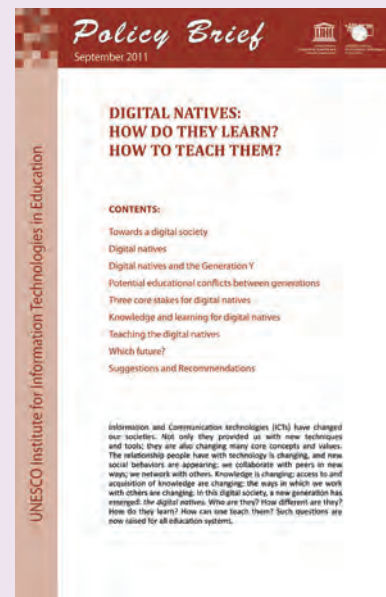 Policy Brief
September 2011
UNESCO Institute for Information Technologies in Education
DIGITAL NATIVES:
HOW DO THEY LEARN?
HOW TO TEACH THEM?
CONTENTS:
Towards a digital society
Digital natives
Digital natives and the Generation Y
Potential educational conflicts between generations
Three core stakes for digital natives
Knowledge and learning for digital natives
Teaching the digital natives
Which future?
Suggestions and Recommendations
Information and Communication technologies (ICTs) have changed
our societies. Not only they provided us with new techniques
and tools; they are also changing many core concepts and values.
The relationship people have with technology is changing, and new
social behaviors are appearing; we collaborate with peers in new
ways; we network with others. Knowledge is changing; access to and
acquisition of knowledge are changing; the ways in which we work
with others are changing. In this digital society, a new generation has
emerged: the digital natives. Who are they? How different are they?
How do they learn? How can one teach them? Such questions are
now raised for all education systems.